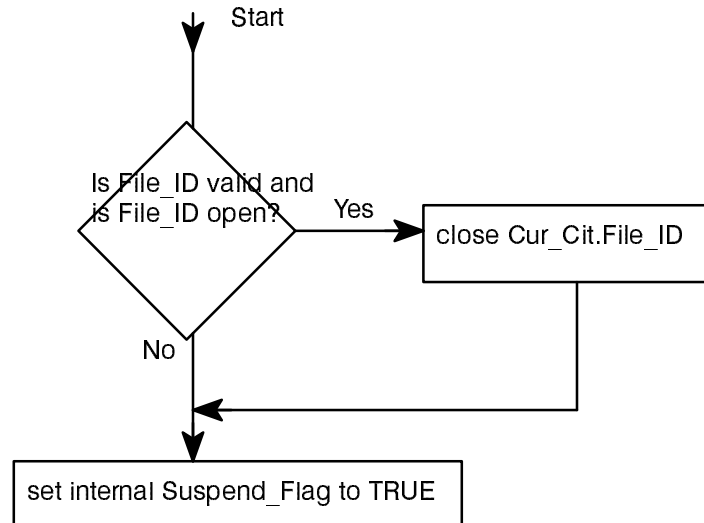 Start
Is File_ID valid and
is File_ID open?
Yes
close Cur_Cit.File_ID
No
set internal Suspend_Flag to TRUE